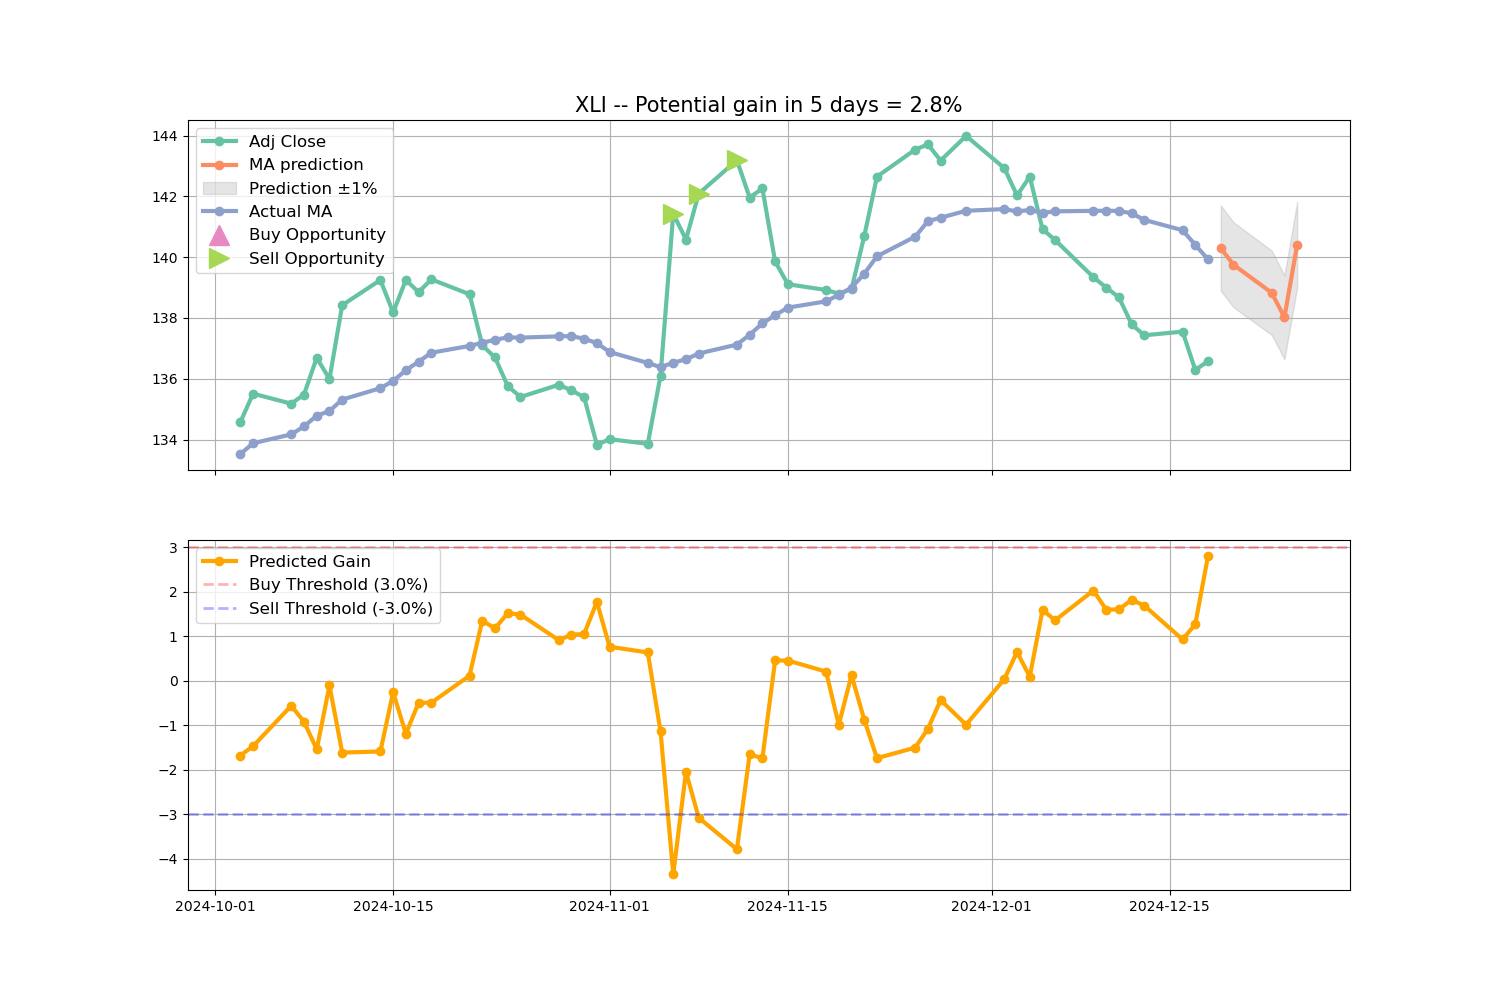 XLI -- Potential gain in 5 days = 2.8%
144
142
140
138
136
134
Adj Close
MA prediction
Prediction ±1%
Actual MA
Buy Opportunity
Sell Opportunity
3
2
1
0
−1
−2
−3
−4
Predicted Gain
Buy Threshold (3.0%)
Sell Threshold (-3.0%)
2024-10-01 2024-10-15 2024-11-01 2024-11-15 2024-12-01 2024-12-15